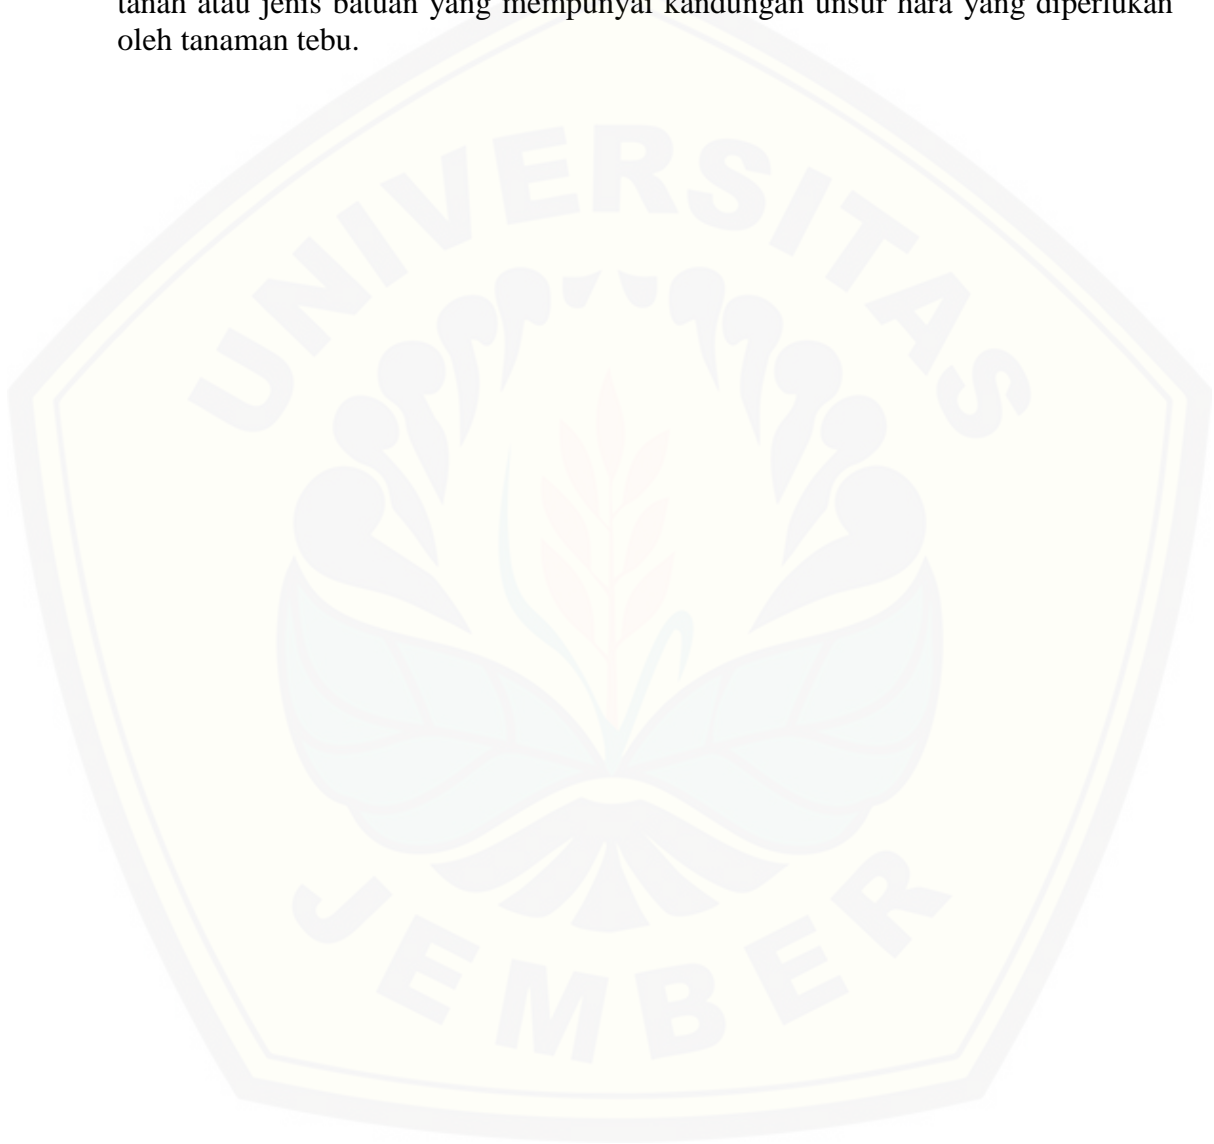 tanah atau jenis batuan yang mempunyai kandungan unsur hara yang diperlukan
oleh tanaman tebu.
UNIVERSITAS
JEMBER